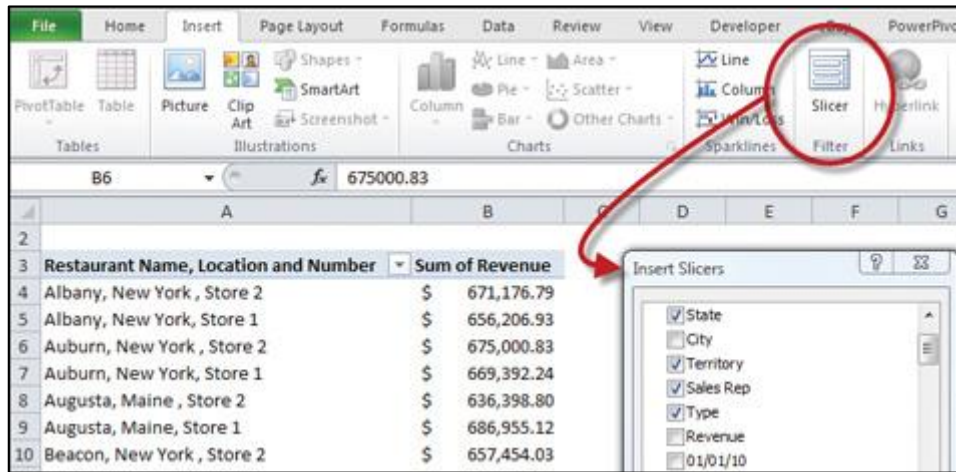 File Home Insert Page Layout Formulas Data Review View Developer PowerPivo
Shapes
SmartArt
Screenshot
Line Area
Pie Scatter
Bar Other Charts
Line
Column
Win/Loss
PivotTable Table Picture Clip Art Column Slicer Hyperlink
Tables Illustrations Charts Sparklines Filter Links
B6 fx 675000.83
A B C D E F G
2
3 Restaurant Name, Location and Number Sum of Revenue
4 Albany, New York , Store 2 $ 671,176.79
5 Albany, New York, Store 1 $ 656,206.93
6 Auburn, New York , Store 2 $ 675,000.83
7 Auburn, New York, Store 1 $ 669,392.24
8 Augusta, Maine , Store 2 $ 636,398.80
9 Augusta, Maine, Store 1 $ 686,955.12
10 Beacon, New York , Store 2 $ 657,454.03
Insert Slicers ?
State
City
Territory
Sales Rep
Type
Revenue
01/01/10